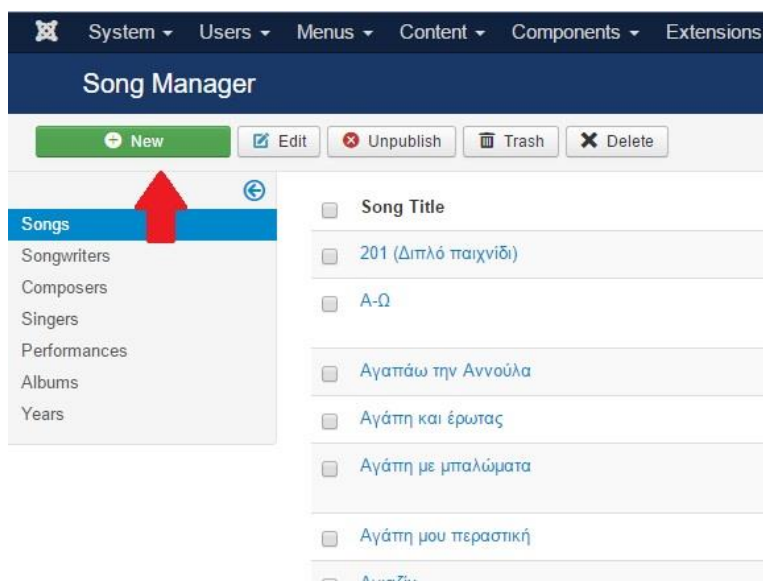 System Users Menus Content Components Extensions
Song Manager
New Edit Unpublish Trash Delete
Songs
Songwriters
Composers
Singers
Performances
Albums
Years
Song Title
201 (Διπλό παιχνίδι)
Α-Ω
Αγαπάω την Αννούλα
Αγάπη και έρωτας
Αγάπη με μπαλώματα
Αγάπη μου περαστική